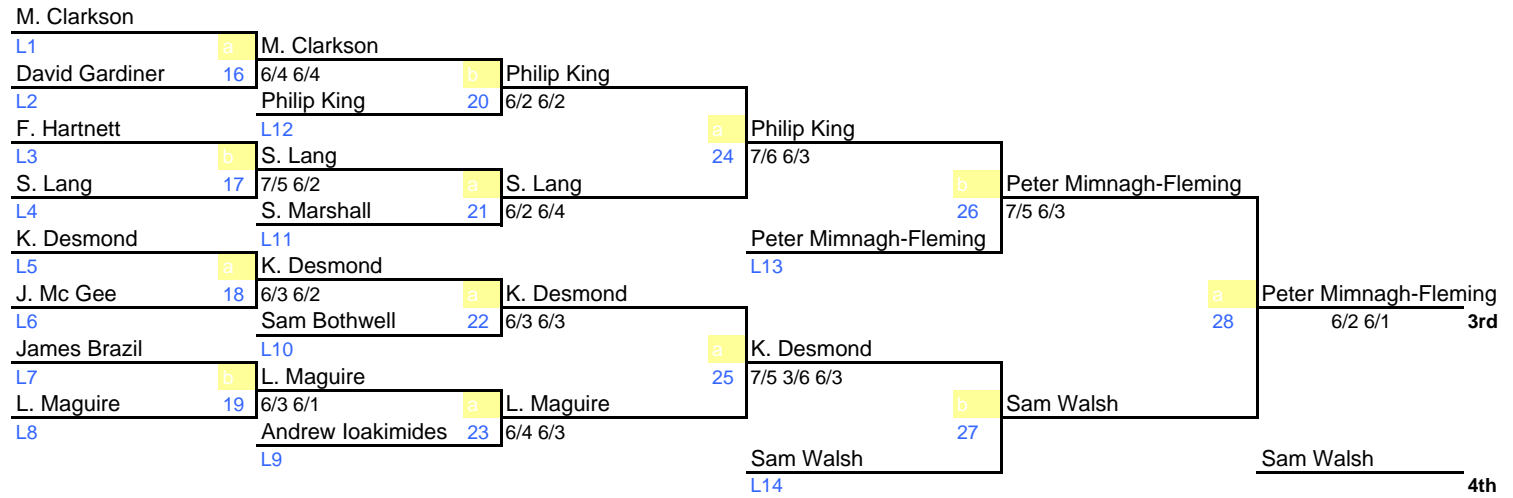 M. Clarkson
L1 a M. Clarkson
David Gardiner 16 6/4 6/4 b Philip King
L2 Philip King 20 6/2 6/2
F. Hartnett L12 a Philip King
L3 b S. Lang 24 7/6 6/3
S. Lang 17 7/5 6/2 a S. Lang b Peter Mimnagh-Fleming
L4 S. Marshall 21 6/2 6/4 26 7/5 6/3
K. Desmond L11 Peter Mimnagh-Fleming
L5 a K. Desmond L13
J. Mc Gee 18 6/3 6/2 a K. Desmond a Peter Mimnagh-Fleming
L6 Sam Bothwell 22 6/3 6/3 28 6/2 6/1 3rd
James Brazil L10 a K. Desmond
L7 b L. Maguire 25 7/5 3/6 6/3
L. Maguire 19 6/3 6/1 a L. Maguire b Sam Walsh
L8 Andrew Ioakimides 23 6/4 6/3 27
L9 Sam Walsh Sam Walsh
L14 4th